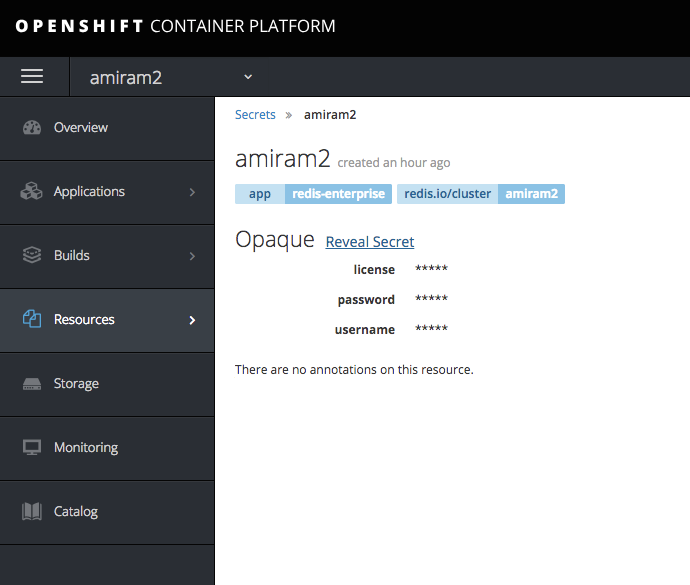 OPENSHIFT CONTAINER PLATFORM
amiram2
Overview
Applications
Builds
Resources
Storage
Monitoring
Catalog
Secrets » amiram2
amiram2 created an hour ago
app redis-enterprise redis.io/cluster amiram2
Opaque Reveal Secret
license *****
password *****
username *****
There are no annotations on this resource.